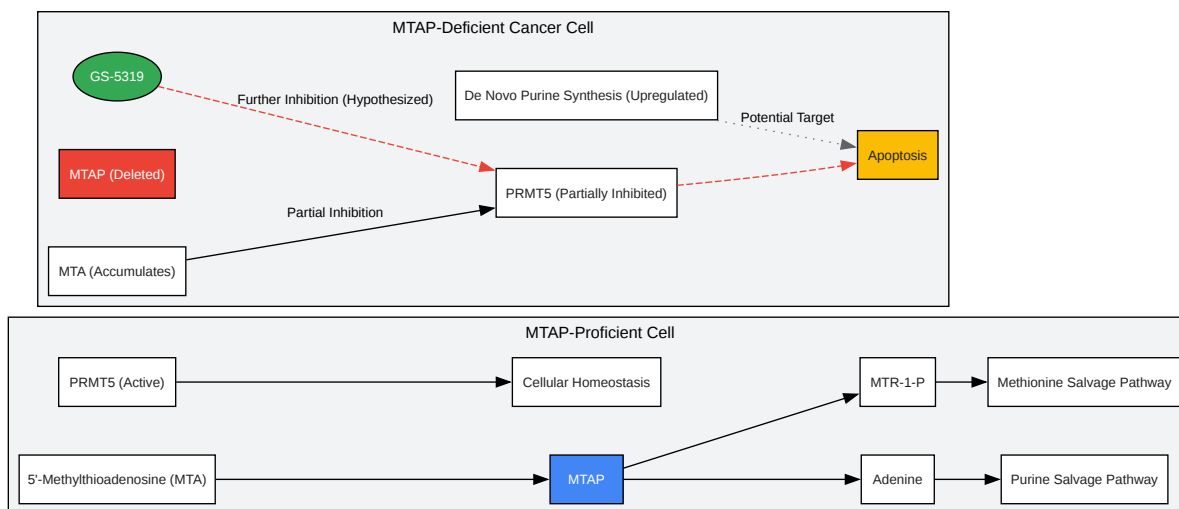 MTAP-Deficient Cancer Cell
GS-5319
De Novo Purine Synthesis (Upregulated)
Further Inhibition (Hypothesized)
Potential Target
Apoptosis
MTAP (Deleted)
PRMT5 (Partially Inhibited)
Partial Inhibition
MTA (Accumulates)
MTAP-Proficient Cell
PRMT5 (Active)
Cellular Homeostasis
MTR-1-P
Methionine Salvage Pathway
5'-Methylthioadenosine (MTA)
MTAP
Adenine
Purine Salvage Pathway